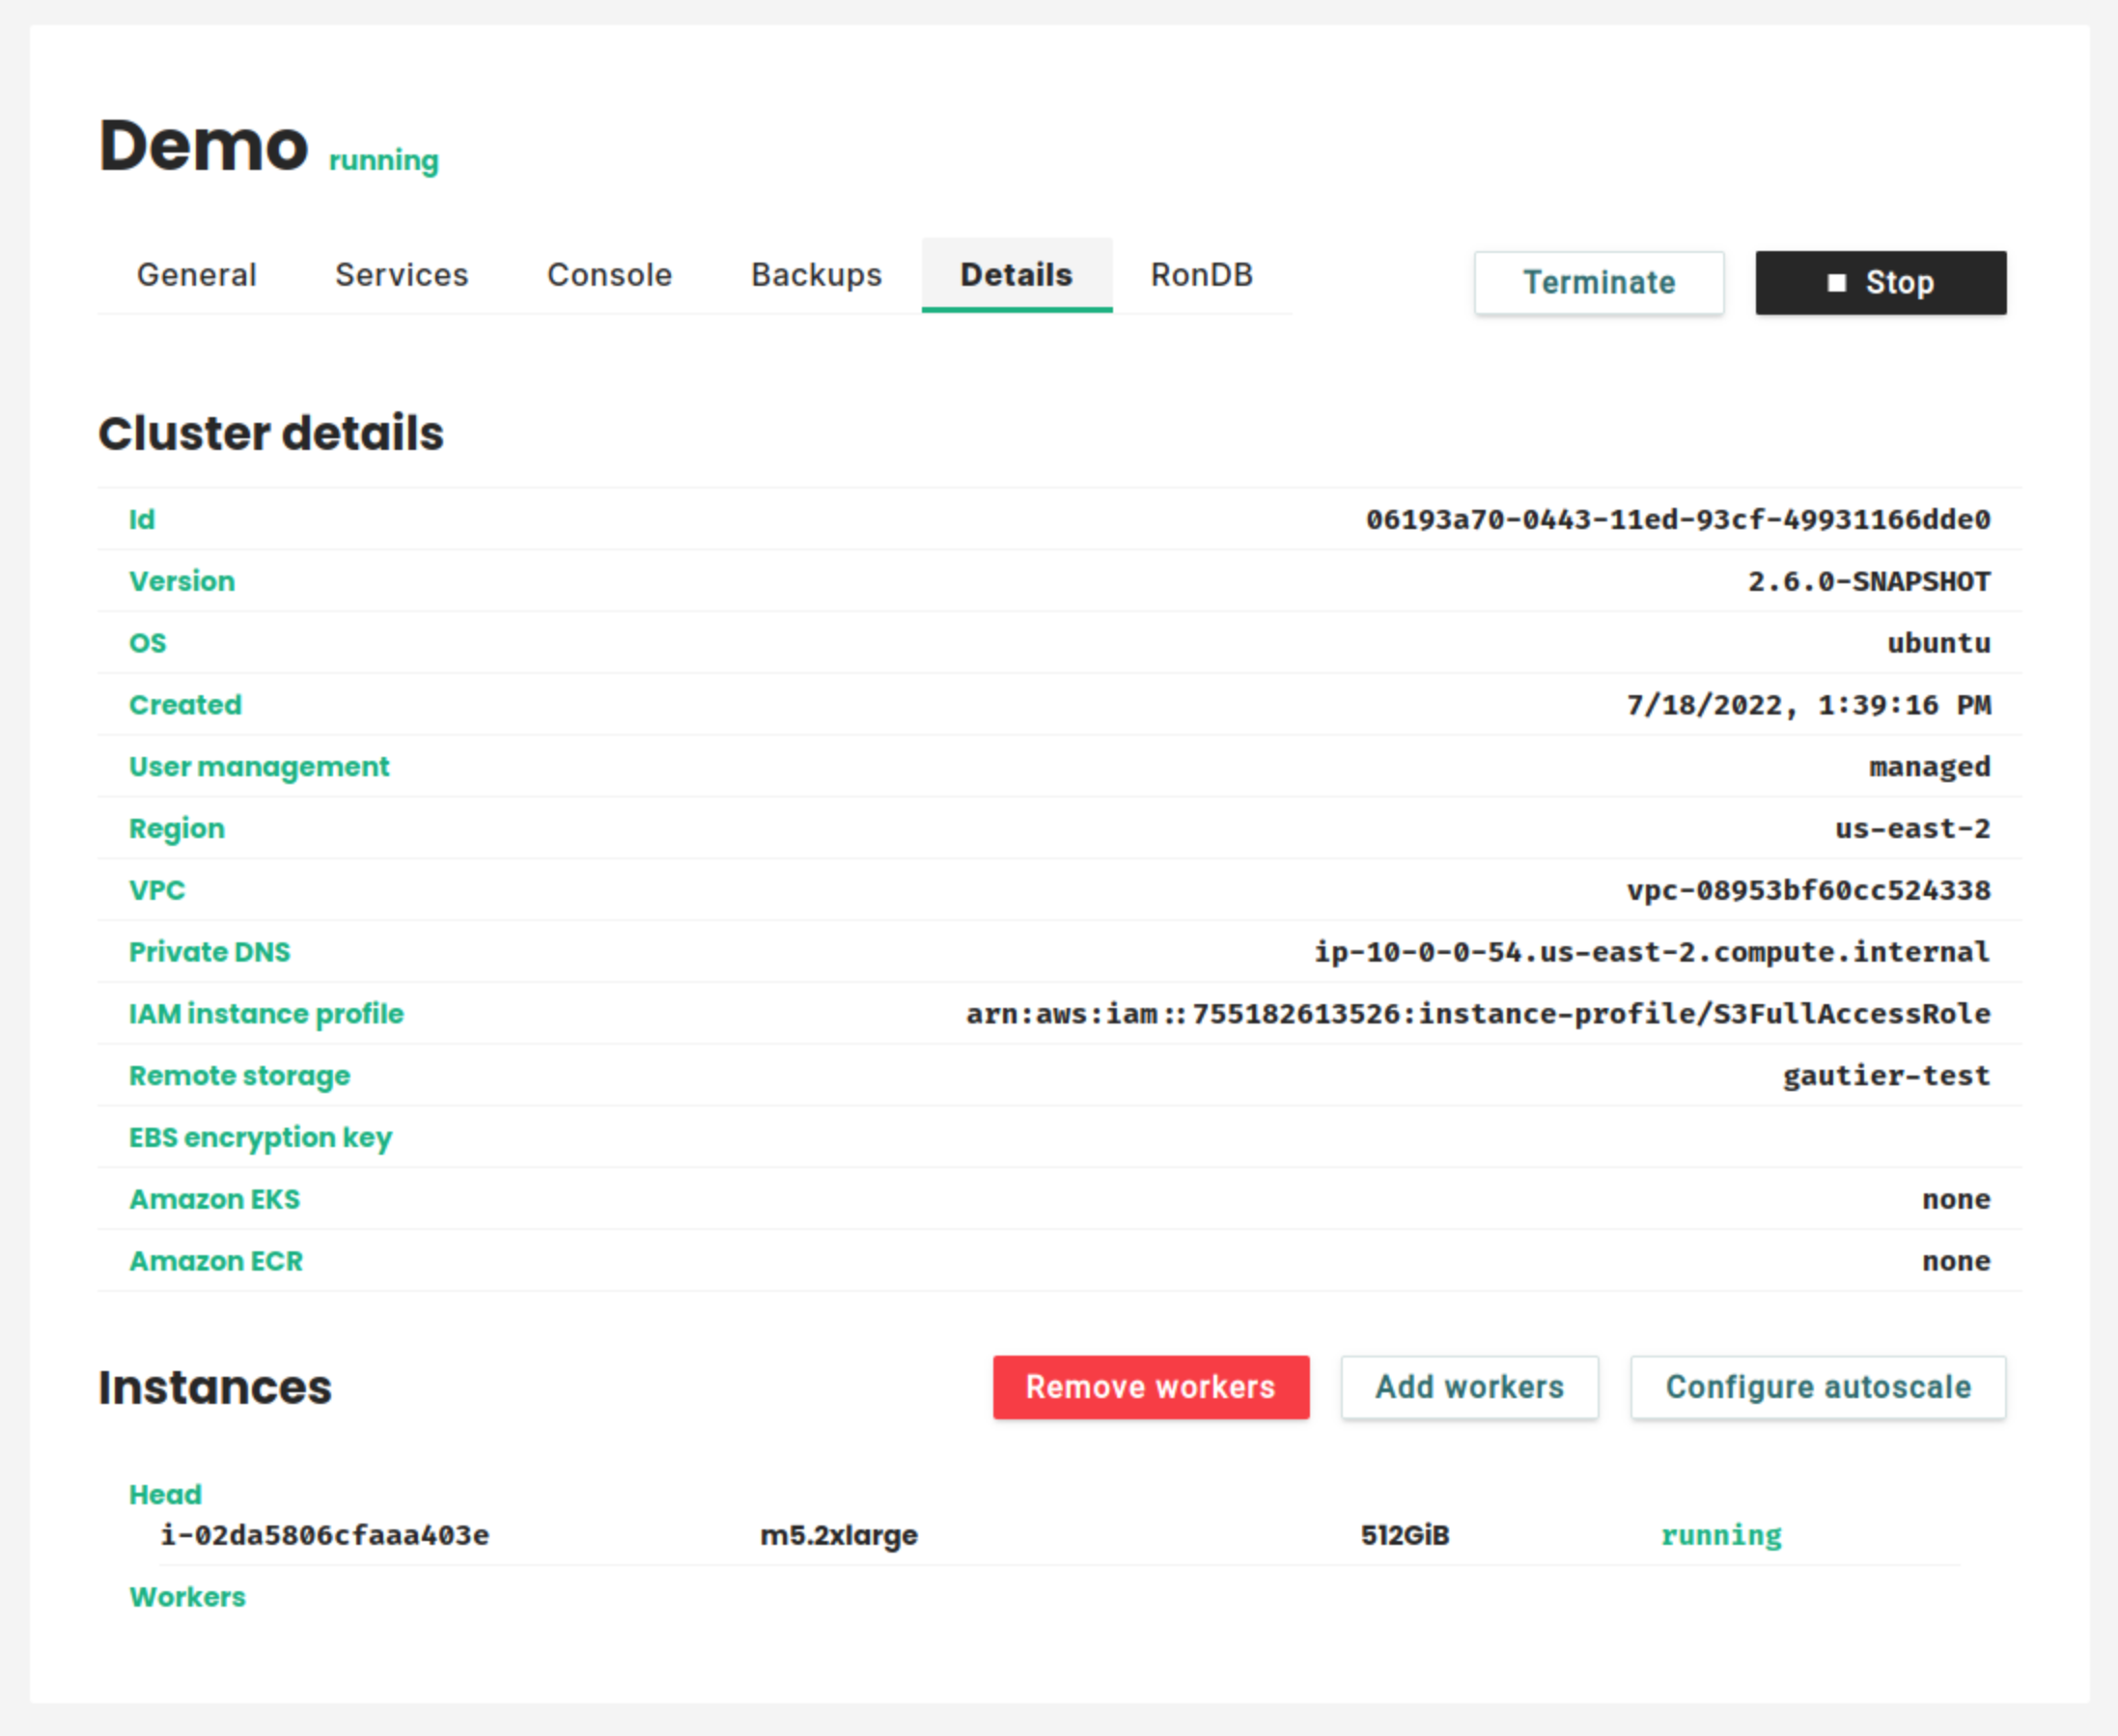 Demo running
General Services Console Backups Details RonDB Terminate Stop
Cluster details
Id 06193a70-0443-11ed-93cf-49931166dde0
Version 2.6.0-SNAPSHOT
OS ubuntu
Created 7/18/2022, 1:39:16 PM
User management managed
Region us-east-2
VPC vpc-08953bf60cc524338
Private DNS ip-10-0-0-54.us-east-2.compute.internal
IAM instance profile arn:aws:iam::755182613526:instance-profile/S3FullAccessRole
Remote storage gautier-test
EBS encryption key
Amazon EKS none
Amazon ECR none
Instances Remove workers Add workers Configure autoscale
Head
i-02da5806cfaaa403e m5.2xlarge 512GiB running
Workers